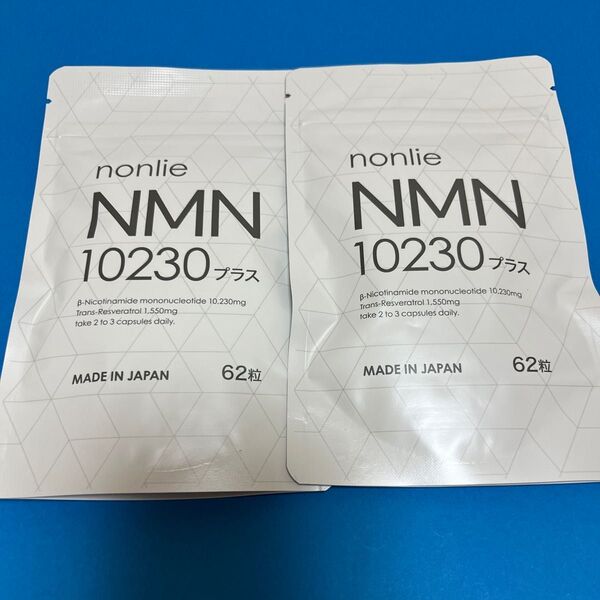 nonlie
NMN
10230プラス
β-Nicotinamide mononucleotide 10.230mg
Trans-Resveratrol 1,550mg
take 2 to 3 capsules daily.
MADE IN JAPAN 62粒
nonlie
NMN
10230プラス
β-Nicotinamide mononucleotide 10.230mg
Trans-Resveratrol 1,550mg
take 2 to 3 capsules daily.
MADE IN JAPAN 62粒